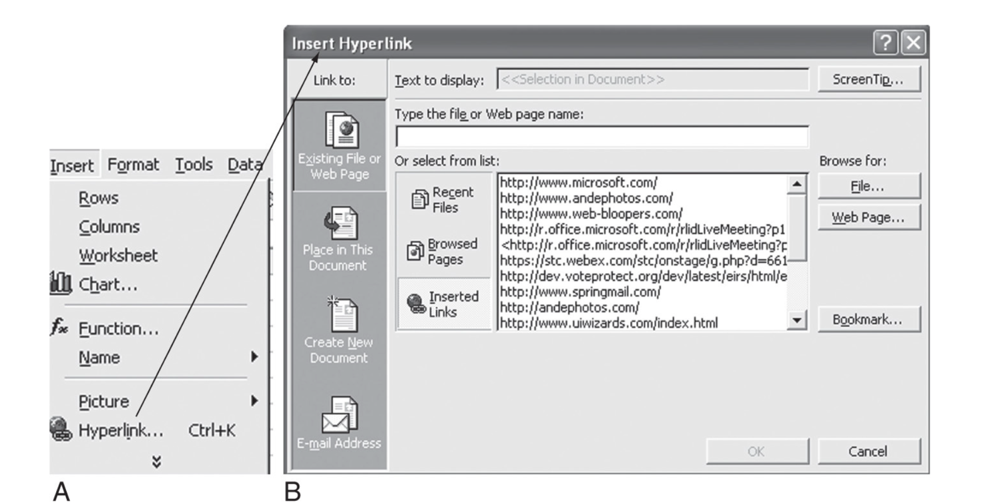 Insert Hyperlink
Link to:
Text to display:
<<Selection in Document>>
ScreenTip...
Type the file or Web page name:
Existing File or
Web Page
Or select from list:
Browse for:
Recent
Files
Browsed
Pages
Inserted
Links
http://www.microsoft.com/
http://www.andephotos.com/
http://www.web-bloopers.com/
http://r.office.microsoft.com/r/rlidLiveMeeting?p1
<http://r.office.microsoft.com/r/rlidLiveMeeting?p
https://stc.webex.com/stc/onstage/g.php?d=661
http://dev.voteprotect.org/dev/latest/eirs/html/e
http://www.springmail.com/
http://andephotos.com/
http://www.uiwizards.com/index.html
File...
Web Page...
Bookmark...
Place in This
Document
Create New
Document
E-mail Address
OK
Cancel
Insert Format Tools Data
Rows
Columns
Worksheet
Chart...
fx Function...
Name
Picture
Hyperlink... Ctrl+K
A
B